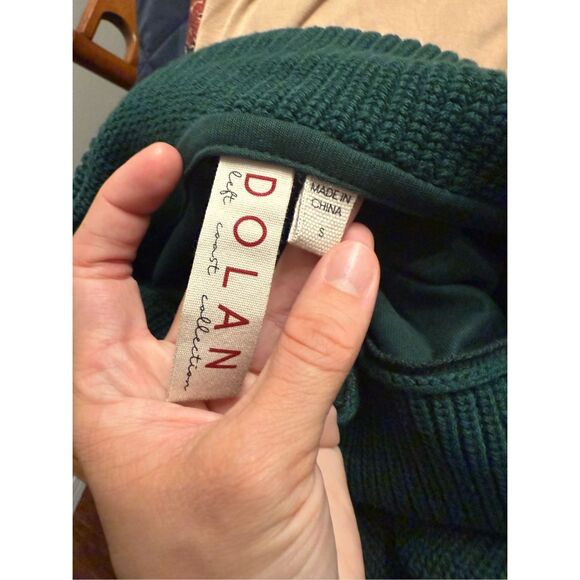 DOLAN
left coast collection
MADE IN
CHINA
S